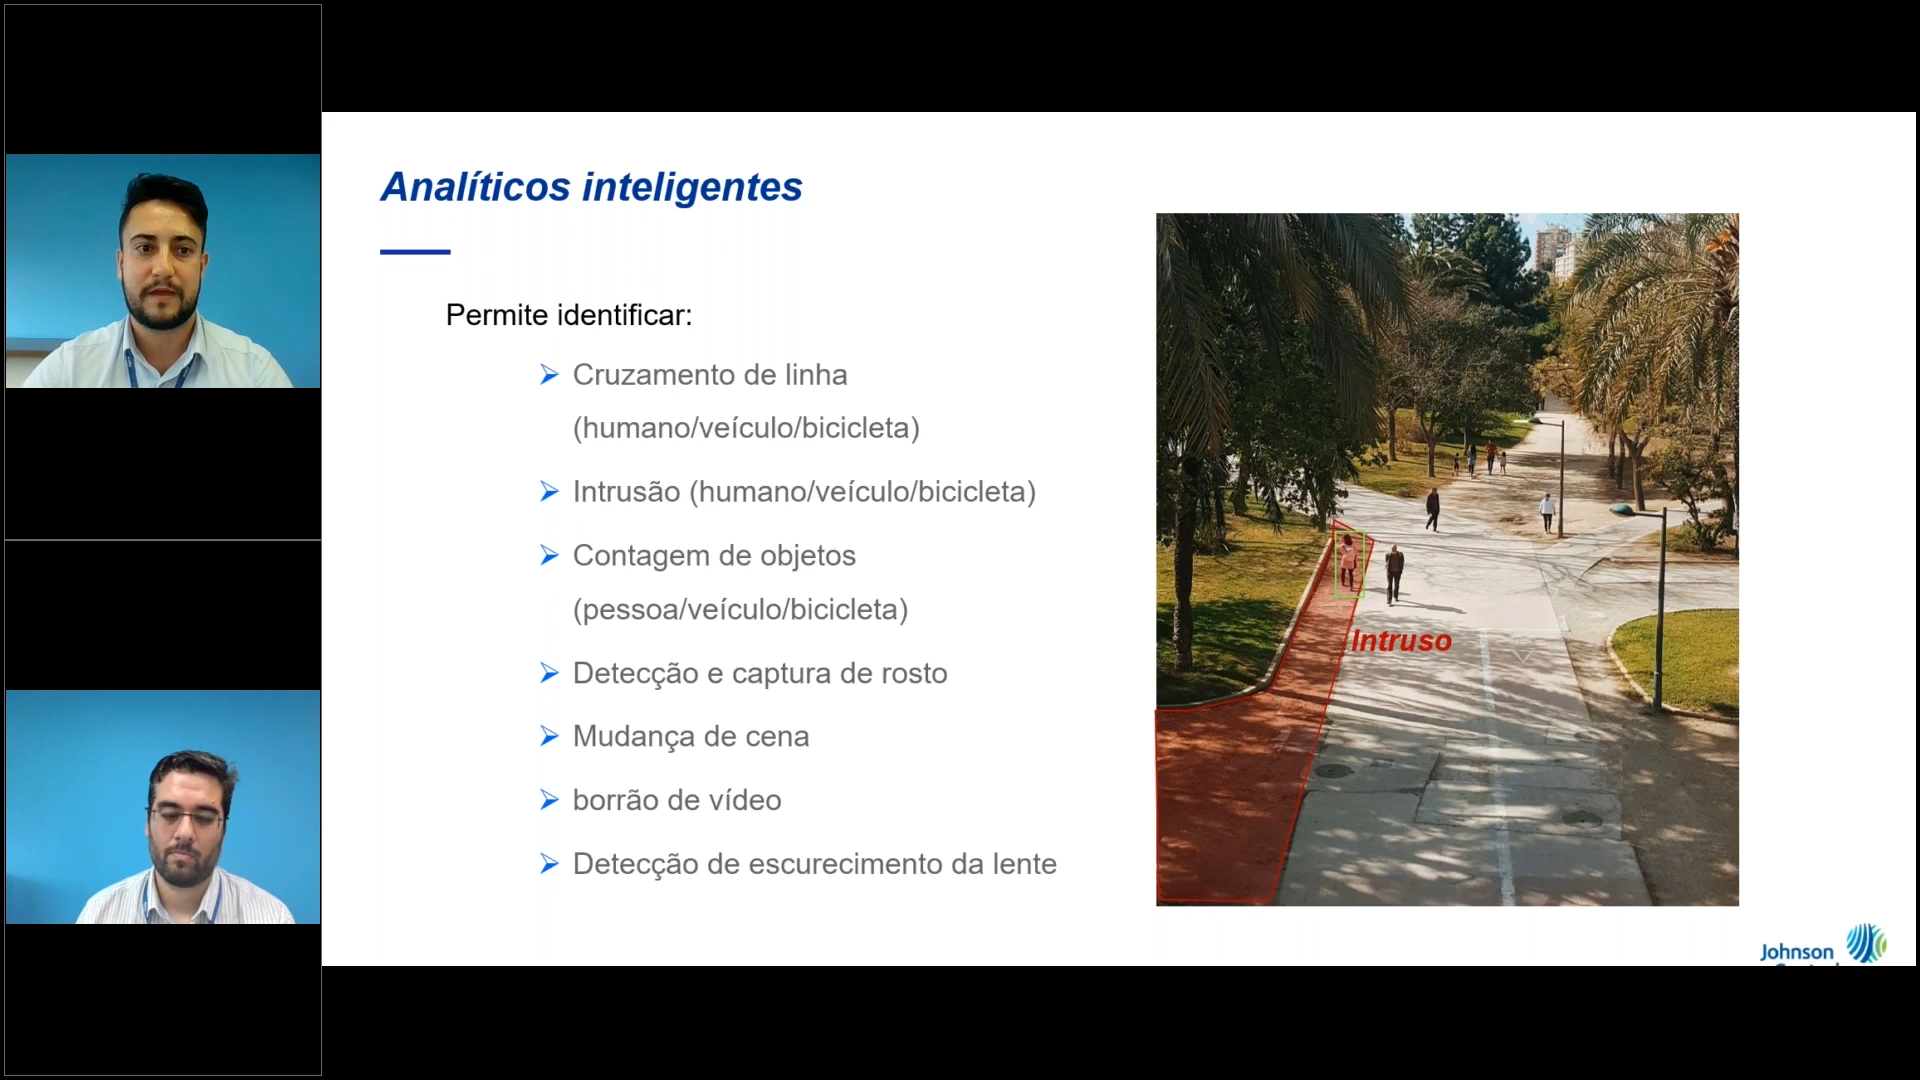 Analíticos inteligentes
Permite identificar:
Cruzamento de linha
(humano/veículo/bicicleta)
Intrusão (humano/veículo/bicicleta)
Contagem de objetos
(pessoa/veículo/bicicleta)
Detecção e captura de rosto
Mudança de cena
borrão de vídeo
Detecção de escurecimento da lente
Intruso
Johnson